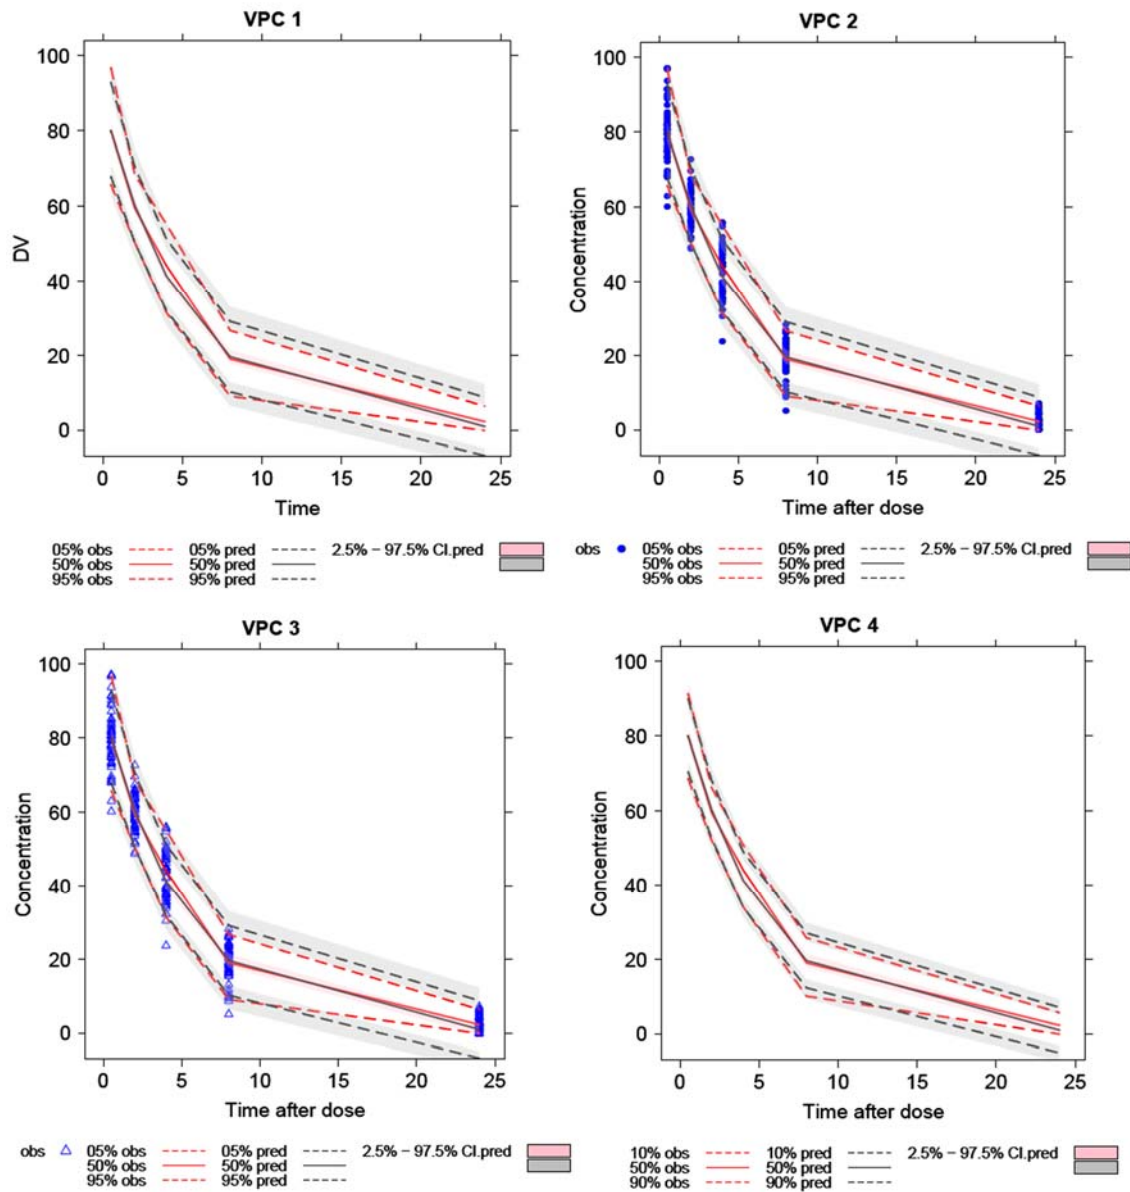 VPC 1
100
80
60
40
20
0
DV
0 5 10 15 20 25
Time
05% obs 05% pred 2.5% – 97.5% CI.pred
50% obs 50% pred
95% obs 95% pred
VPC 2
100
80
60
40
20
0
Concentration
0 5 10 15 20 25
Time after dose
obs 05% obs 05% pred 2.5% – 97.5% CI.pred
50% obs 50% pred
95% obs 95% pred
VPC 3
100
80
60
40
20
0
Concentration
0 5 10 15 20 25
Time after dose
obs 05% obs 05% pred 2.5% – 97.5% CI.pred
50% obs 50% pred
95% obs 95% pred
VPC 4
100
80
60
40
20
0
Concentration
0 5 10 15 20 25
Time after dose
10% obs 10% pred 2.5% – 97.5% CI.pred
50% obs 50% pred
90% obs 90% pred